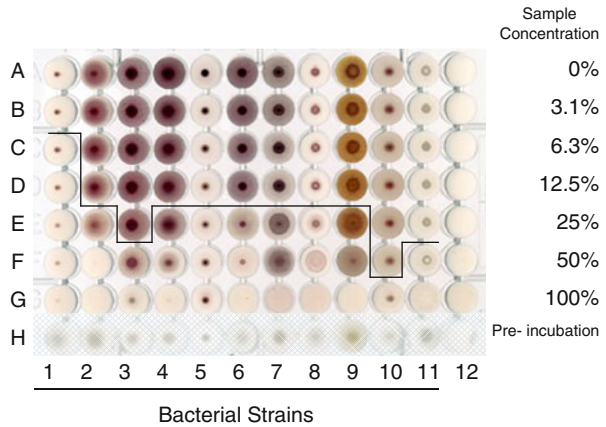 Sample
Concentration
A 0%
B 3.1%
C 6.3%
D 12.5%
E 25%
F 50%
G 100%
H Pre- incubation
1 2 3 4 5 6 7 8 9 10 11 12
Bacterial Strains